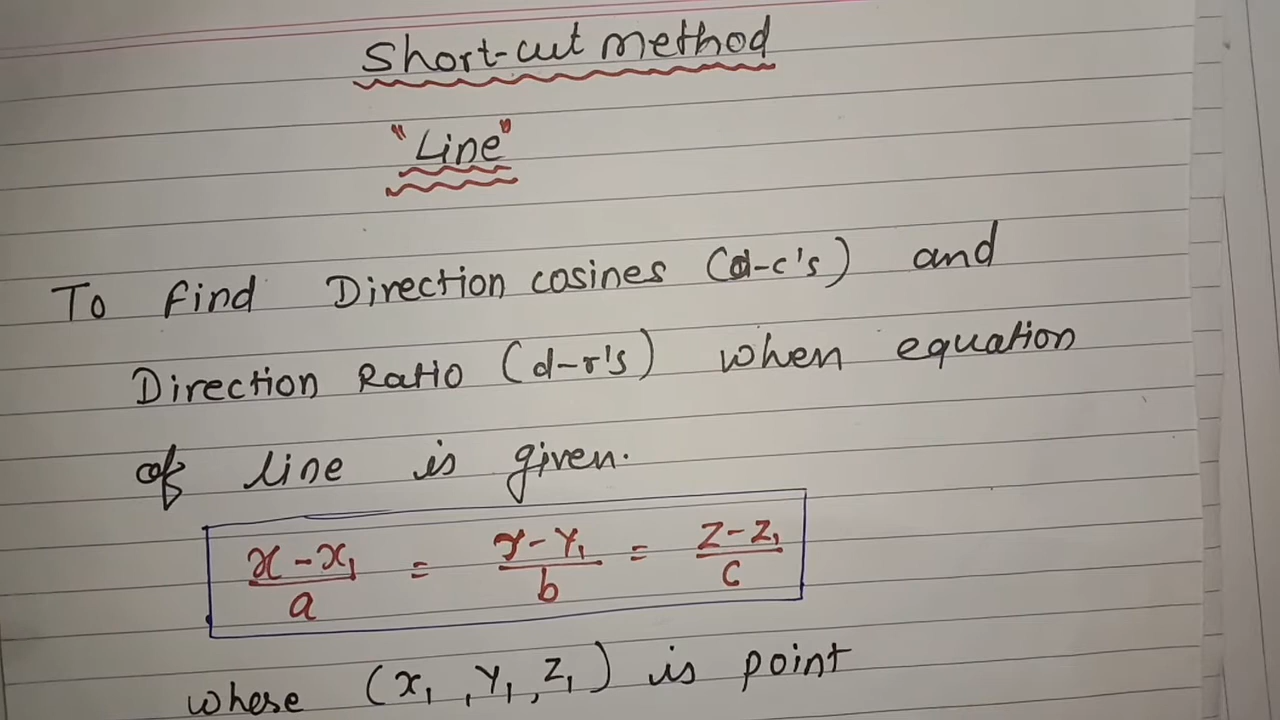 Short-cut method
"Line"
To find Direction cosines (d-c's) and
Direction Ratio (d-r's) when equation
of line is given.
x-x₁/a = y-y₁/b = z-z₁/c
where (x₁, y₁, z₁) is point